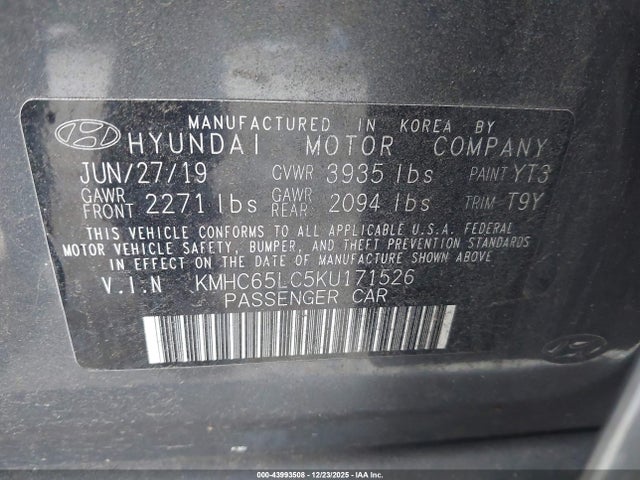 MANUFACTURED IN KOREA BY
HYUNDAI MOTOR COMPANY
JUN/27/19 GVWR 3935 lbs PAINT YT3
GAWR FRONT 2271 lbs GAWR REAR 2094 lbs TRIM T9Y
THIS VEHICLE CONFORMS TO ALL APPLICABLE U.S.A. FEDERAL
MOTOR VEHICLE SAFETY, BUMPER, AND THEFT PREVENTION STANDARDS
IN EFFECT ON THE DATE OF MANUFACTURE SHOWN ABOVE.
V.I.N KMHC65LC5KU171526
PASSENGER CAR
© 44-43993508 - 12/23/2025 - IAA Inc.